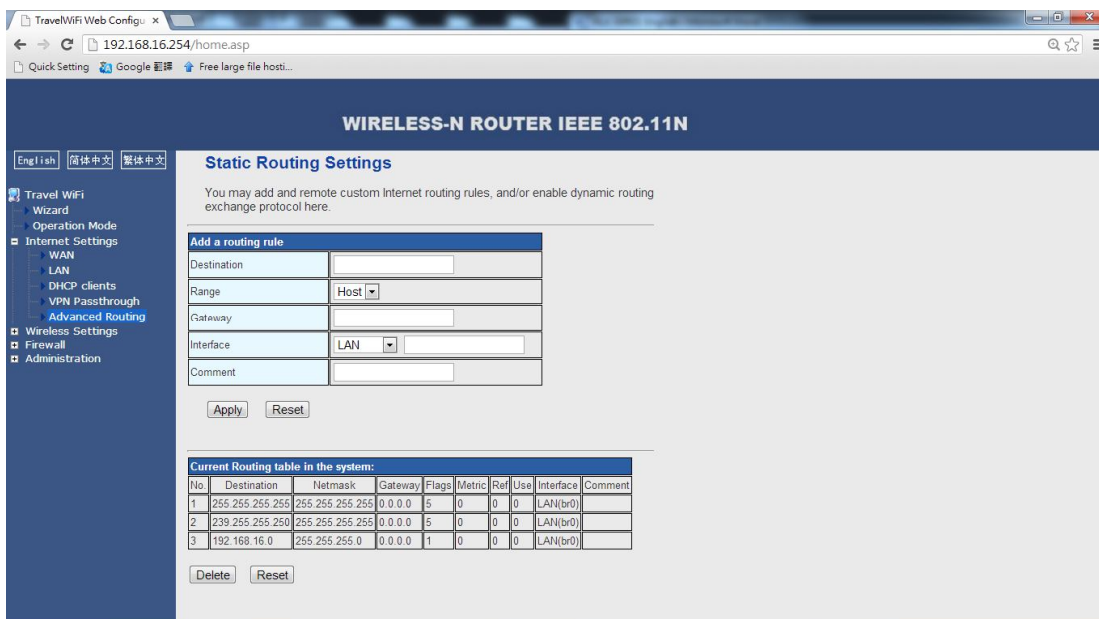 TravelWiFi Web Configu
192.168.16.254/home.asp
Quick Setting Google 翻譯 Free large file hosti...
WIRELESS-N ROUTER IEEE 802.11N
English 简体中文 繁体中文
Travel WiFi
Wizard
Operation Mode
Internet Settings
WAN
LAN
DHCP clients
VPN Passthrough
Advanced Routing
Wireless Settings
Firewall
Administration
Static Routing Settings
You may add and remote custom Internet routing rules, and/or enable dynamic routing
exchange protocol here.
Add a routing rule
Destination
Range Host
Gateway
Interface LAN
Comment
Apply Reset
Current Routing table in the system:
No. Destination Netmask Gateway Flags Metric Ref Use Interface Comment
1 255.255.255.255 255.255.255.255 0.0.0.0 5 0 0 0 LAN(br0)
2 239.255.255.250 255.255.255.255 0.0.0.0 5 0 0 0 LAN(br0)
3 192.168.16.0 255.255.255.0 0.0.0.0 1 0 0 0 LAN(br0)
Delete Reset